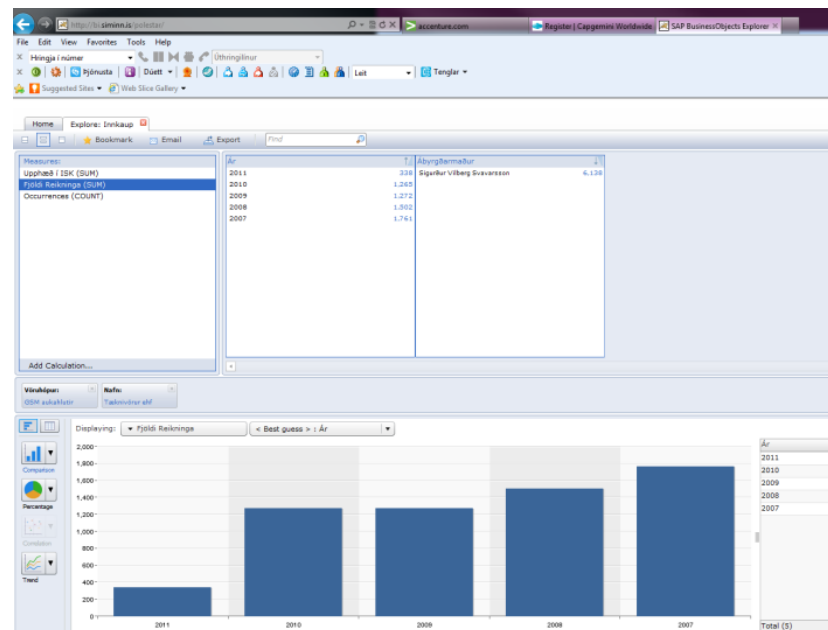 http://bi.siminn.is/polestar/
accenture.com
Register | Capgemini Worldwide
SAP BusinessObjects Explorer
File Edit View Favorites Tools Help
Hringja í númer
Úthringilínur
Þjónusta
Dúett
Leit
Tenglar
Suggested Sites
Web Slice Gallery
Home
Explore: Innkaup
Bookmark
Email
Export
Find
Measures:
Upphæð í ISK (SUM)
Fjöldi Reikninga (SUM)
Occurrences (COUNT)
Add Calculation...
Ár
2011 338
2010 1.265
2009 1.272
2008 1.502
2007 1.761
Ábyrgðarmaður
Sigurður Vilberg Svavarsson 6,138
Vöruhópur:
GSM aukahlutir
Nafn:
Tæknivörur ehf
Displaying:
Fjöldi Reikninga
< Best guess > : Ár
Comparison
Percentage
Correlation
Trend
2,000
1,800
1,600
1,400
1,200
1,000
800
600
400
200
0
2011
2010
2009
2008
2007
Ár
2011
2010
2009
2008
2007
Total (5)